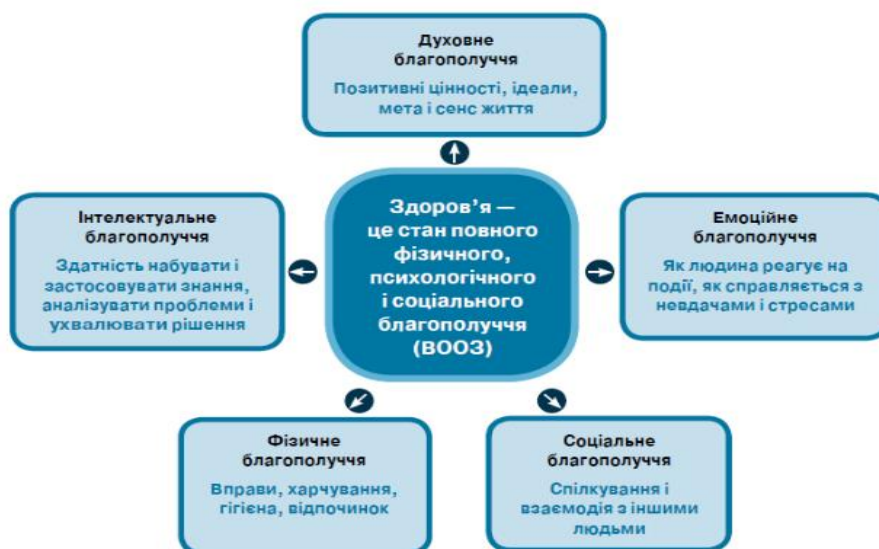 Духовне
благополуччя
Позитивні цінності, ідеали,
мета і сенс життя
Інтелектуальне
благополуччя
Здатність набувати і
застосовувати знання,
аналізувати проблеми і
ухвалювати рішення
Здоров’я —
це стан повного
фізичного,
психологічного
і соціального
благополуччя
(ВООЗ)
Емоційне
благополуччя
Як людина реагує на
події, як справляється з
невдачами і стресами
Фізичне
благополуччя
Вправи, харчування,
гігієна, відпочинок
Соціальне
благополуччя
Спілкування і
взаємодія з іншими
людьми